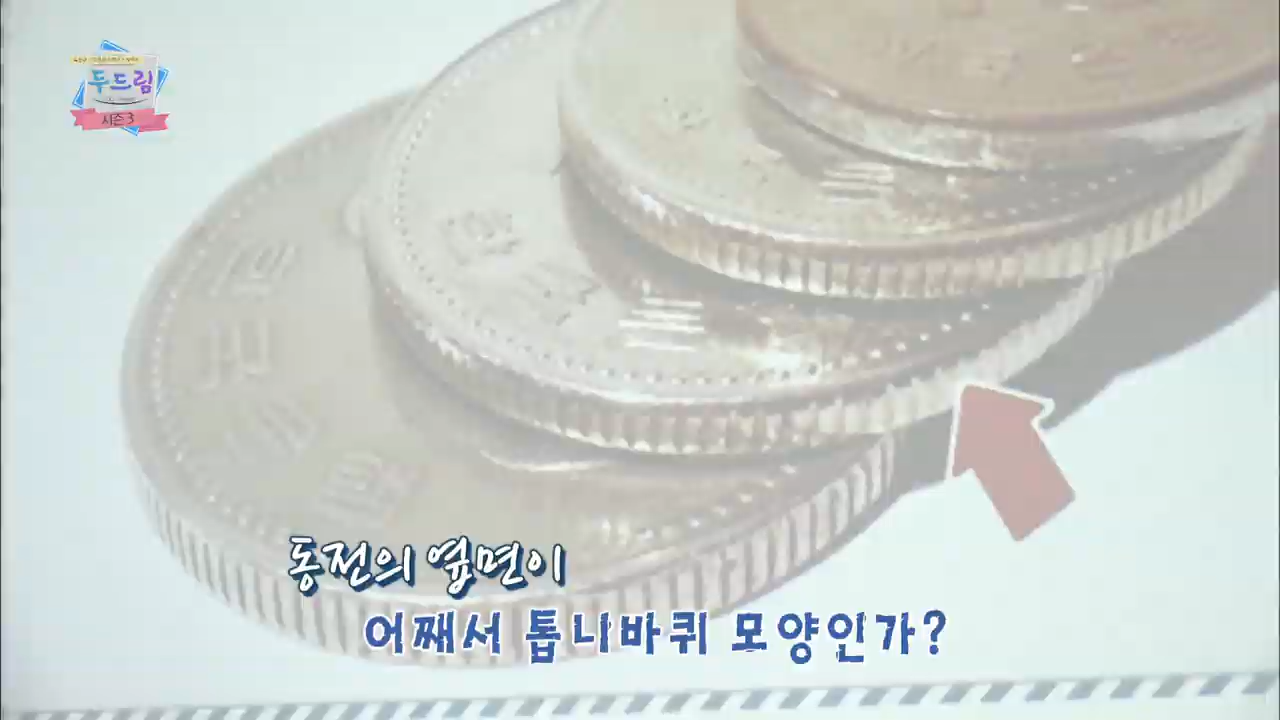 두드림
시즌3
동전의 옆면이
어째서 톱니바퀴 모양인가?